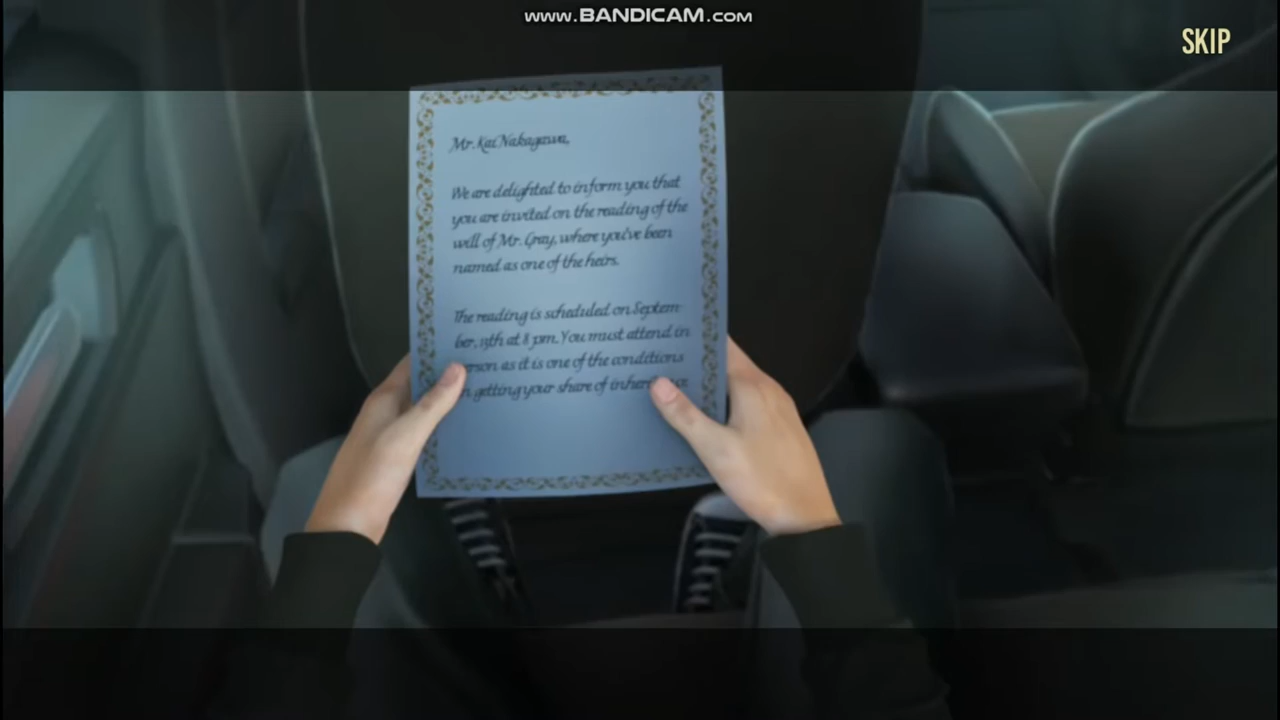 www.BANDICAM.com
SKIP
Mr. Kai Nakagawa,
We are delighted to inform you that
you are invited on the reading of the
will of Mr. Gray, where you've been
named as one of the heirs.
The reading is scheduled on Septem-
ber, 13th at 8 pm. You must attend in
as it is one of the conditions
getting your share of